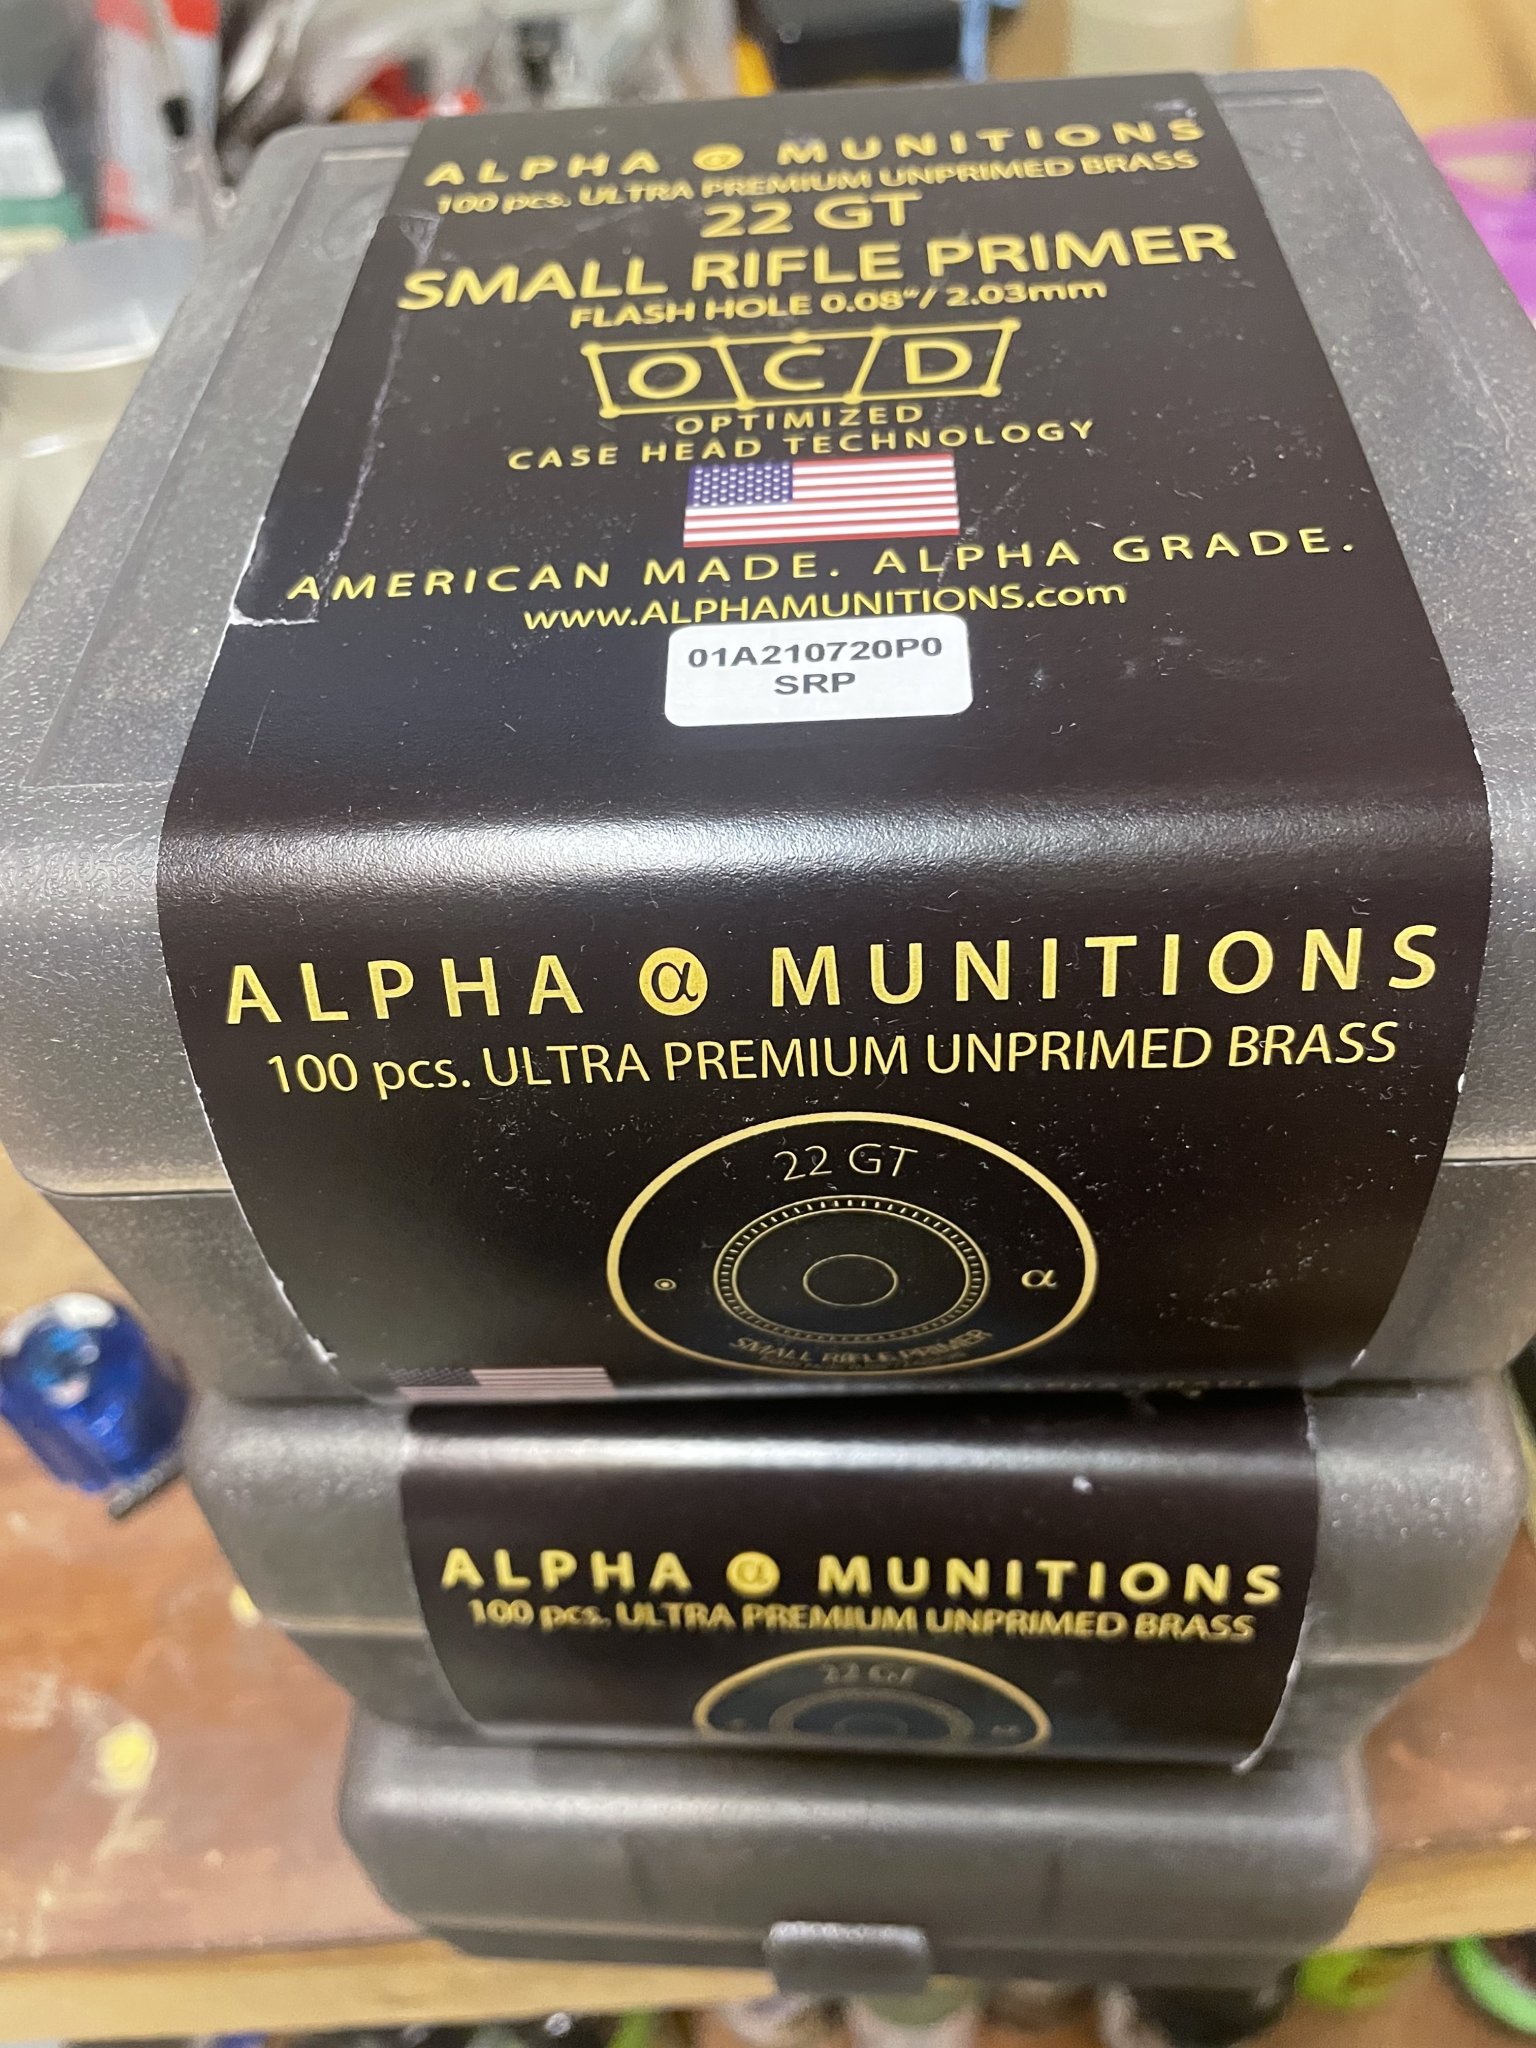 ALPHA α MUNITIONS
100 pcs. ULTRA PREMIUM UNPRIMED BRASS
22 GT
SMALL RIFLE PRIMER
FLASH HOLE 0.08"/ 2.03mm
OCD
OPTIMIZED
CASE HEAD TECHNOLOGY
AMERICAN MADE. ALPHA GRADE.
www.ALPHAMUNITIONS.com
01A210720P0
SRP
ALPHA α MUNITIONS
100 pcs. ULTRA PREMIUM UNPRIMED BRASS
22 GT
α
SMALL RIFLE PRIMER
ALPHA α MUNITIONS
100 pcs. ULTRA PREMIUM UNPRIMED BRASS
22 GT